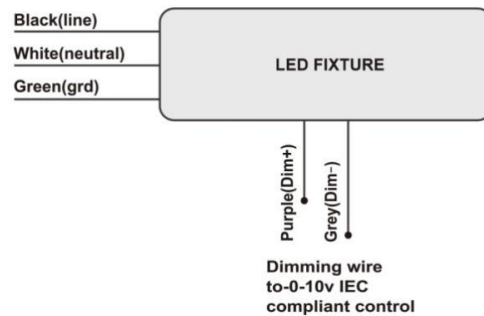 Black(line)
White(neutral)
Green(grd)
LED FIXTURE
Purple(Dim+)
Grey(Dim-)
Dimming wire
to-0-10v IEC
compliant control